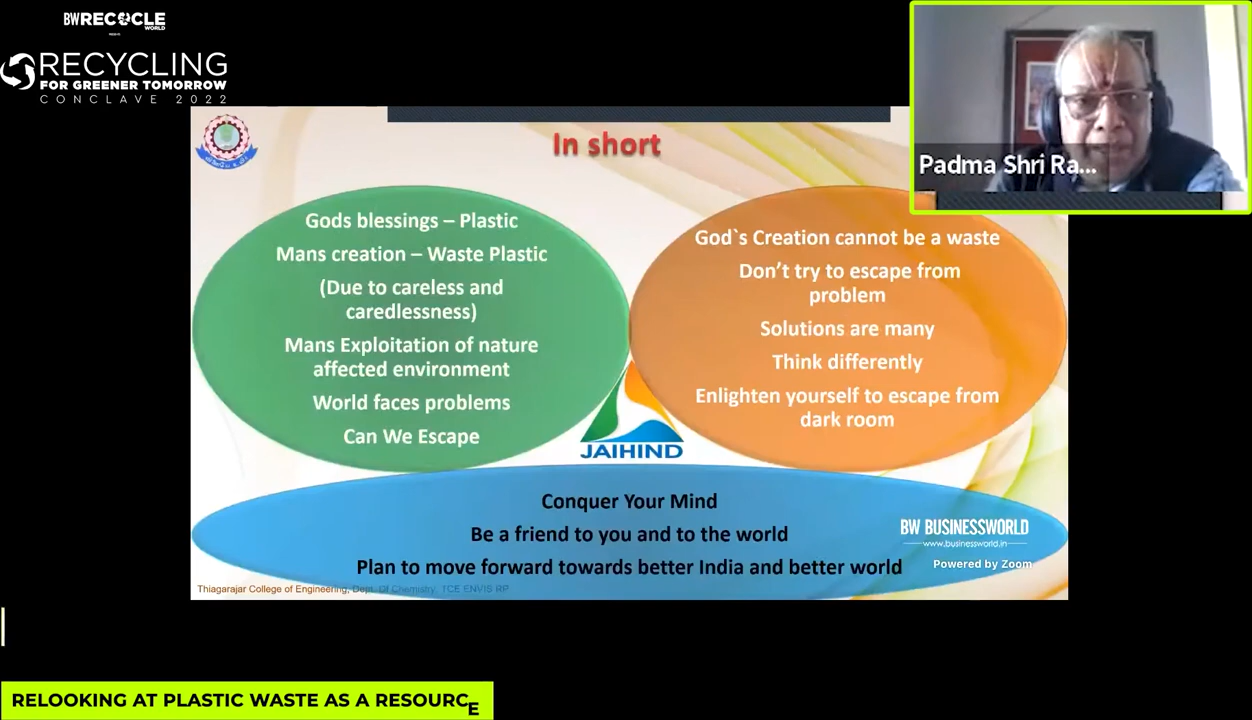 BW RECYCLE
WORLD
RECYCLING
FOR GREENER TOMORROW
CONCLAVE 2022
Padma Shri Ra...
In short
Gods blessings – Plastic
Mans creation – Waste Plastic
(Due to careless and
caredlessness)
Mans Exploitation of nature
affected environment
World faces problems
Can We Escape
God`s Creation cannot be a waste
Don't try to escape from
problem
Solutions are many
Think differently
Enlighten yourself to escape from
dark room
JAIHIND
Conquer Your Mind
Be a friend to you and to the world
Plan to move forward towards better India and better world
BW BUSINESSWORLD
www.businessworld.in
Powered by Zoom
Thiagarajar College of Engineering, Dept. Of Chemistry, TCE ENVIS RP
RELOOKING AT PLASTIC WASTE AS A RESOURCE